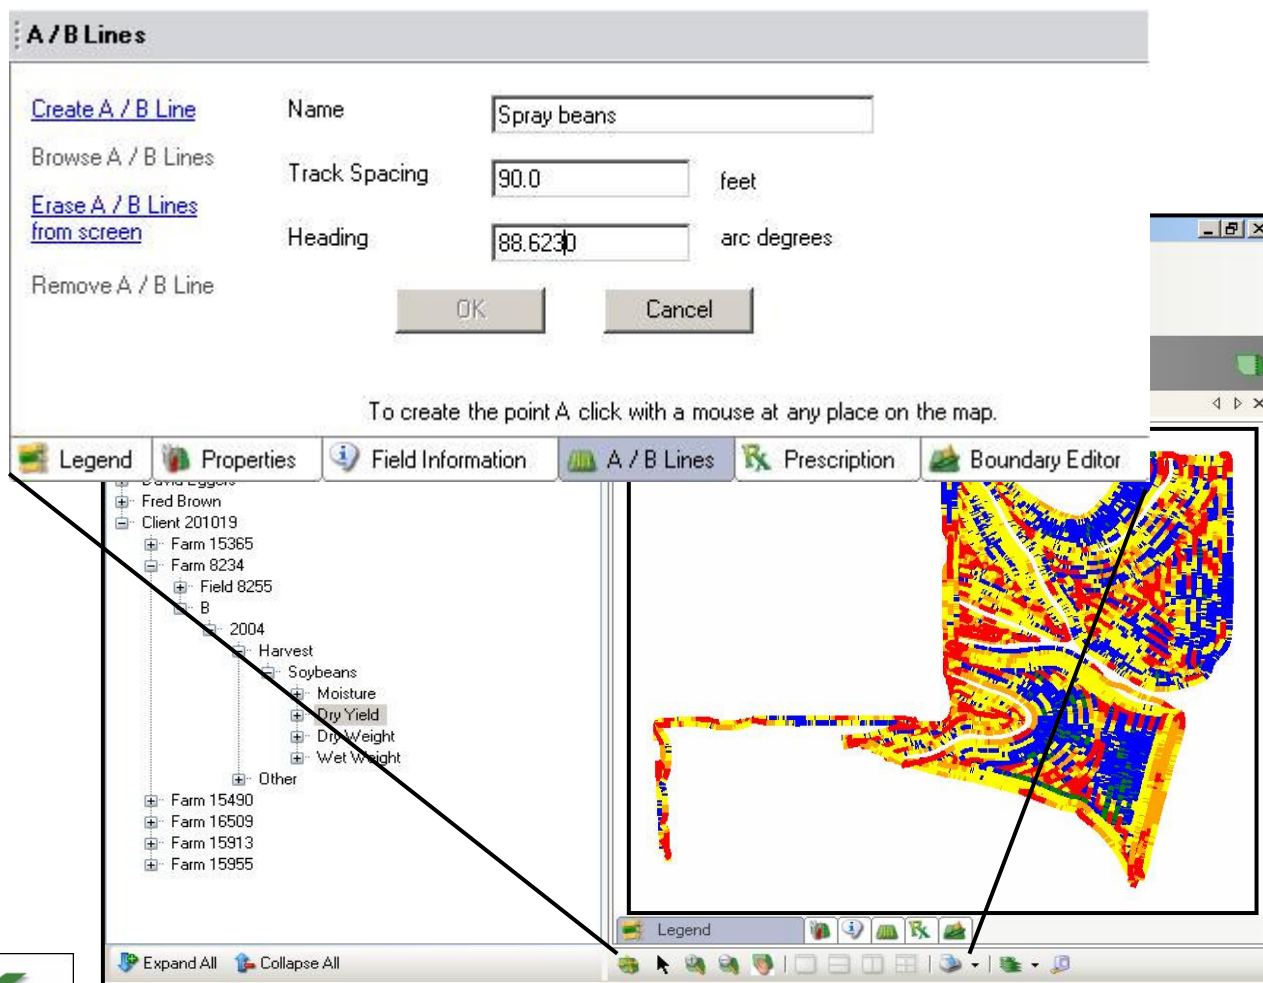 A / B Lines
Create A / B Line
Browse A / B Lines
Erase A / B Lines
from screen
Remove A / B Line
Name
Spray beans
Track Spacing
90.0
feet
Heading
88.6230
arc degrees
OK
Cancel
To create the point A click with a mouse at any place on the map.
Legend
Properties
Field Information
A / B Lines
Prescription
Boundary Editor
David Eggers
Fred Brown
Client 201019
Farm 15365
Farm 8234
Field 8255
B
2004
Harvest
Soybeans
Moisture
Dry Yield
Dry Weight
Wet Weight
Other
Farm 15490
Farm 16509
Farm 15913
Farm 15955
Expand All
Collapse All
Legend